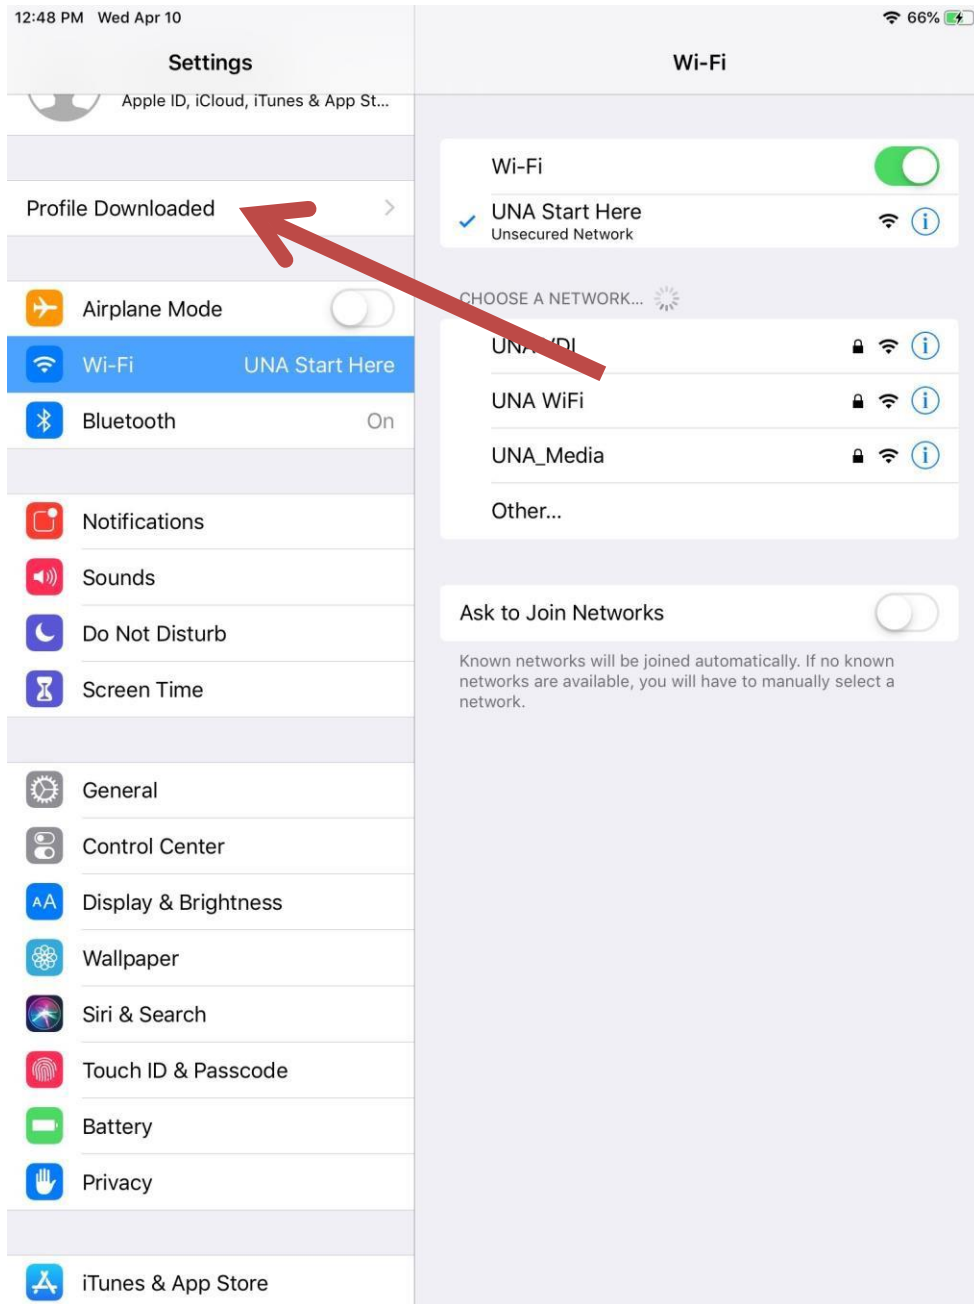 12:48 PM Wed Apr 10
66%
Settings
Apple ID, iCloud, iTunes & App St...
Profile Downloaded
Airplane Mode
Wi-Fi UNA Start Here
Bluetooth On
Notifications
Sounds
Do Not Disturb
Screen Time
General
Control Center
AA Display & Brightness
Wallpaper
Siri & Search
Touch ID & Passcode
Battery
Privacy
iTunes & App Store
Wi-Fi
Wi-Fi
UNA Start Here
Unsecured Network
CHOOSE A NETWORK...
UNA VDI
UNA WiFi
UNA_Media
Other...
Ask to Join Networks
Known networks will be joined automatically. If no known
networks are available, you will have to manually select a
network.